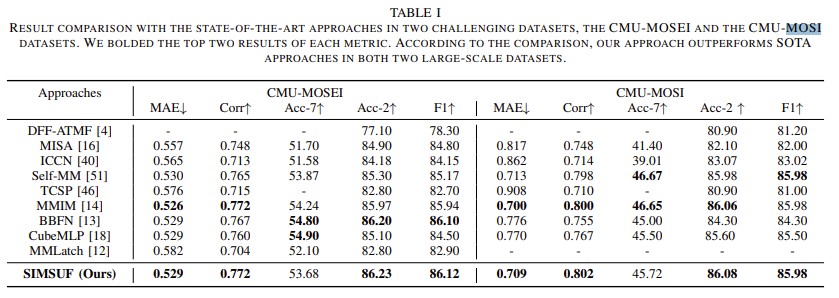 TABLE I
RESULT COMPARISON WITH THE STATE-OF-THE-ART APPROACHES IN TWO CHALLENGING DATASETS, THE CMU-MOSEI AND THE CMU-MOSI
DATASETS. WE BOLDED THE TOP TWO RESULTS OF EACH METRIC. ACCORDING TO THE COMPARISON, OUR APPROACH OUTPERFORMS SOTA
APPROACHES IN BOTH TWO LARGE-SCALE DATASETS.
Approaches CMU-MOSEI CMU-MOSI
MAE↓ Corr↑ Acc-7↑ Acc-2↑ F1↑ MAE↓ Corr↑ Acc-7↑ Acc-2 ↑ F1↑
DFF-ATMF [4] - - - 77.10 78.30 - - - 80.90 81.20
MISA [16] 0.557 0.748 51.70 84.90 84.80 0.817 0.748 41.40 82.10 82.00
ICCN [40] 0.565 0.713 51.58 84.18 84.15 0.862 0.714 39.01 83.07 83.02
Self-MM [51] 0.530 0.765 53.87 85.30 85.17 0.713 0.798 46.67 85.98 85.98
TCSP [46] 0.576 0.715 - 82.80 82.70 0.908 0.710 - 80.90 81.00
MMIM [14] 0.526 0.772 54.24 85.97 85.94 0.700 0.800 46.65 86.06 85.98
BBFN [13] 0.529 0.767 54.80 86.20 86.10 0.776 0.755 45.00 84.30 84.30
CubeMLP [18] 0.529 0.760 54.90 85.10 84.50 0.770 0.767 45.50 85.60 85.50
MMLatch [12] 0.582 0.704 52.10 82.80 82.90 - - - - -
SIMSUF (Ours) 0.529 0.772 53.68 86.23 86.12 0.709 0.802 45.72 86.08 85.98